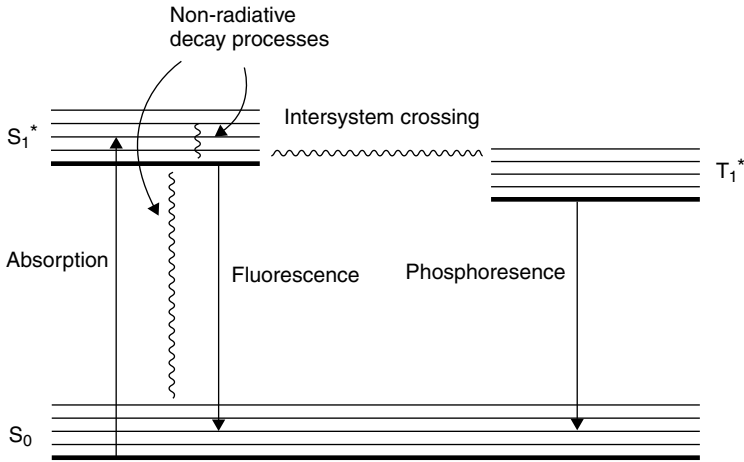 Non-radiative
decay processes
Intersystem crossing
S₁*
T₁*
Absorption
Fluorescence
Phosphoresence
S₀